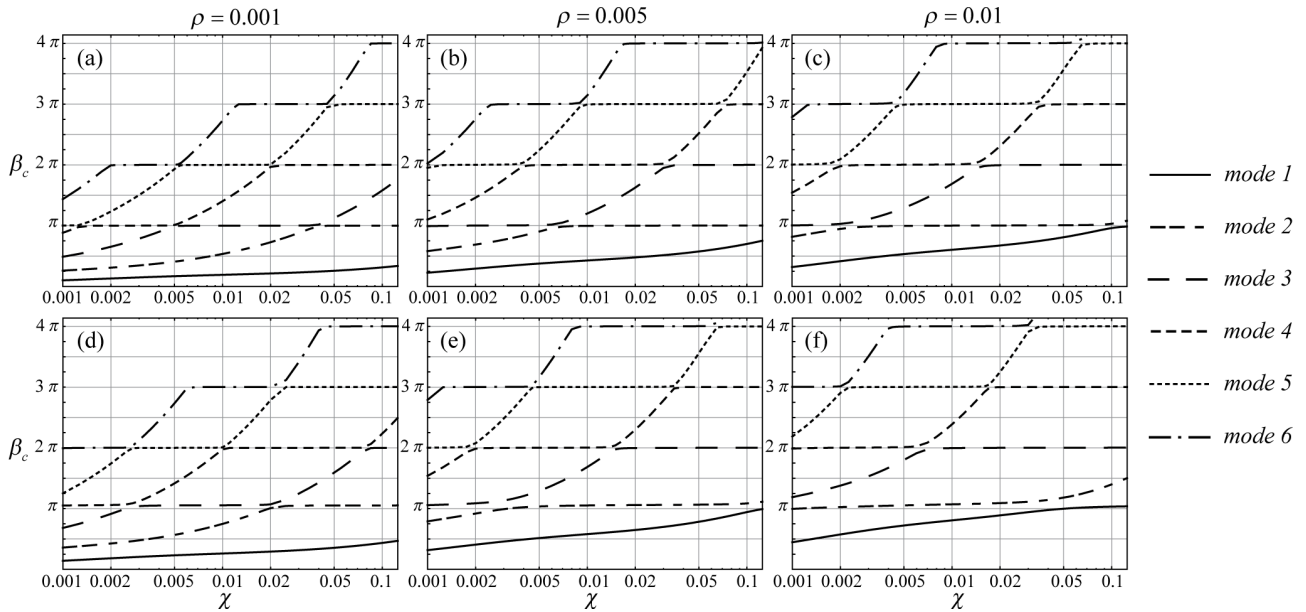 ρ = 0.001 ρ = 0.005 ρ = 0.01
4 π 4 π 4 π
(a) (b) (c)
3 π 3 π 3 π
β_c 2 π 2 π 2 π
π π π
0.001 0.002 0.005 0.01 0.02 0.05 0.1 0.001 0.002 0.005 0.01 0.02 0.05 0.1 0.001 0.002 0.005 0.01 0.02 0.05 0.1
4 π 4 π 4 π
(d) (e) (f)
3 π 3 π 3 π
β_c 2 π 2 π 2 π
π π π
0.001 0.002 0.005 0.01 0.02 0.05 0.1 0.001 0.002 0.005 0.01 0.02 0.05 0.1 0.001 0.002 0.005 0.01 0.02 0.05 0.1
χ χ χ
mode 1
mode 2
mode 3
mode 4
mode 5
mode 6